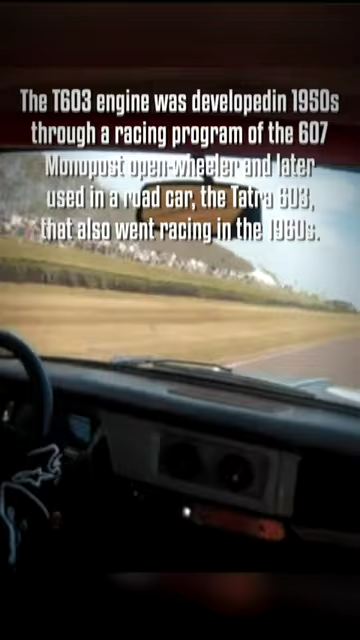 The T603 engine was developedin 1950s
through a racing program of the 607
Monopost open-wheeler and later
used in a road car, the Tatra 603,
that also went racing in the 1960s.